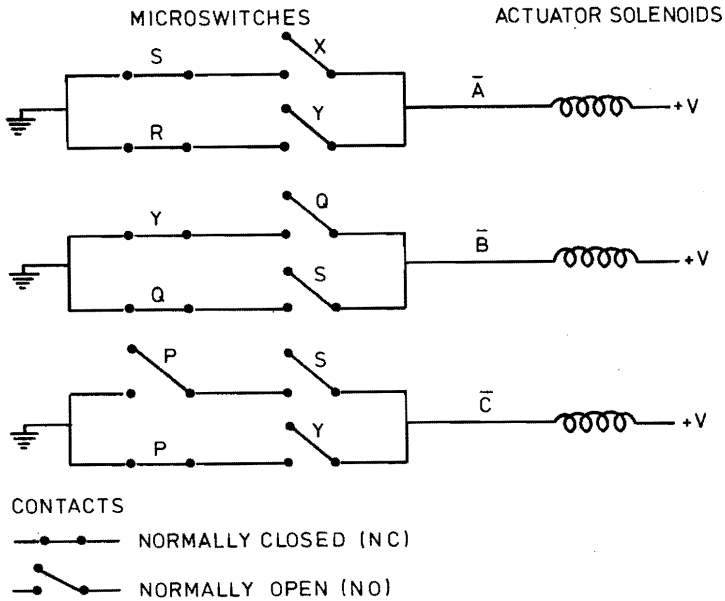 MICROSWITCHES
ACTUATOR SOLENOIDS
S
X
A̅
+V
R
Y
Y
Q
B̅
+V
Q
S
P
S
C̅
+V
P
Y
CONTACTS
NORMALLY CLOSED (NC)
NORMALLY OPEN (NO)